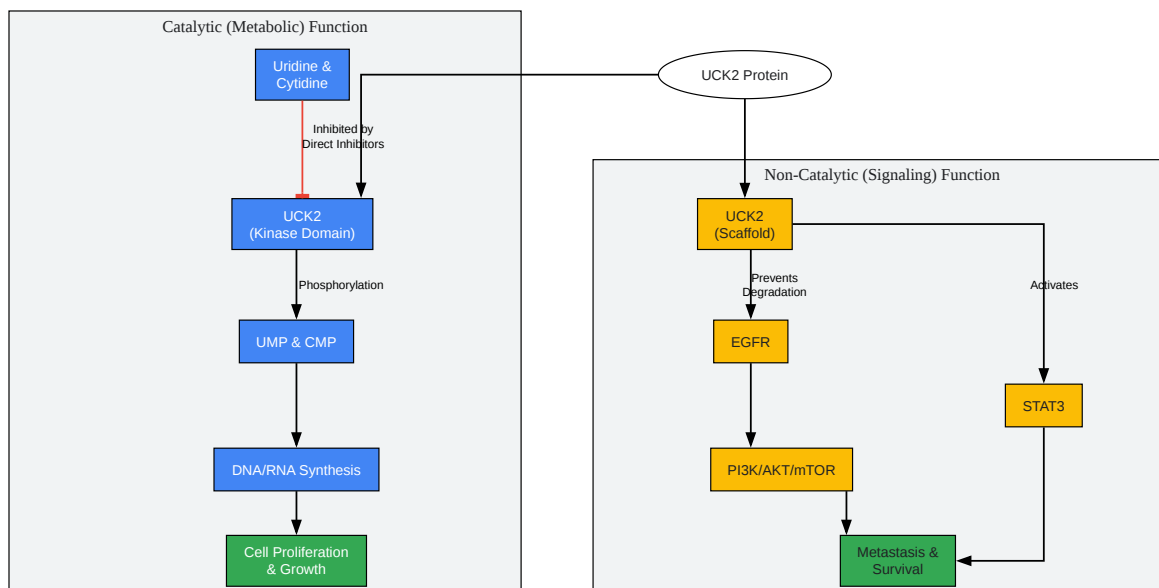 Catalytic (Metabolic) Function
Uridine &
Cytidine
UCK2 Protein
Inhibited by
Direct Inhibitors
Non-Catalytic (Signaling) Function
UCK2
(Kinase Domain)
UCK2
(Scaffold)
Phosphorylation
Prevents
Degradation
Activates
UMP & CMP
EGFR
STAT3
DNA/RNA Synthesis
PI3K/AKT/mTOR
Cell Proliferation
& Growth
Metastasis &
Survival